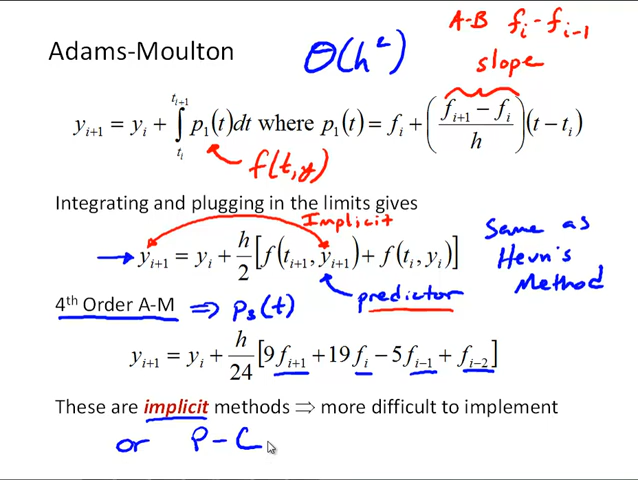 Adams-Moulton
Θ(h²)
A-B f_i - f_{i-1}
slope
y_{i+1} = y_i + ∫_{t_i}^{t_{i+1}} p_1(t)dt where p_1(t) = f_i + ((f_{i+1} - f_i)/h)(t - t_i)
f(t,y)
Integrating and plugging in the limits gives
Implicit
y_{i+1} = y_i + h/2 [f(t_{i+1}, y_{i+1}) + f(t_i, y_i)]
Same as
Heun's
Method
predictor
4th Order A-M ⇒ P_3(t)
y_{i+1} = y_i + h/24 [9f_{i+1} + 19f_i - 5f_{i-1} + f_{i-2}]
These are implicit methods ⇒ more difficult to implement
or P-C